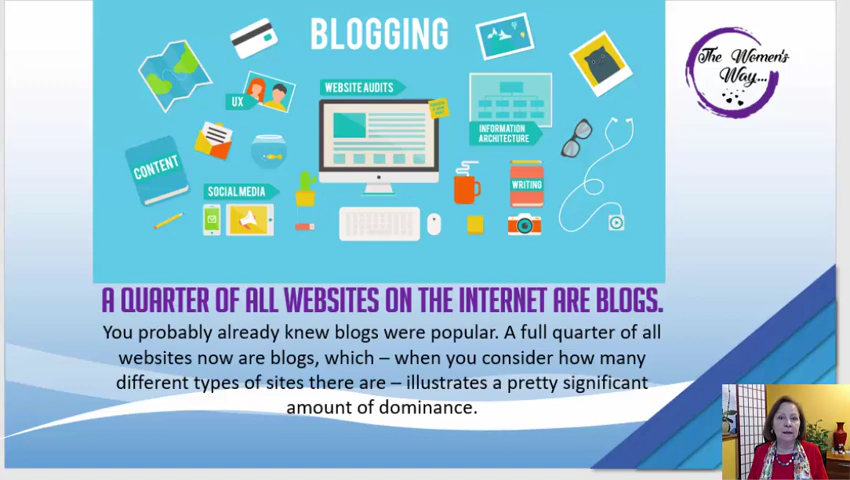 BLOGGING
The Women's
Way...
UX
WEBSITE AUDITS
INFORMATION
ARCHITECTURE
CONTENT
SOCIAL MEDIA
WRITING
A QUARTER OF ALL WEBSITES ON THE INTERNET ARE BLOGS.
You probably already knew blogs were popular. A full quarter of all
websites now are blogs, which – when you consider how many
different types of sites there are – illustrates a pretty significant
amount of dominance.